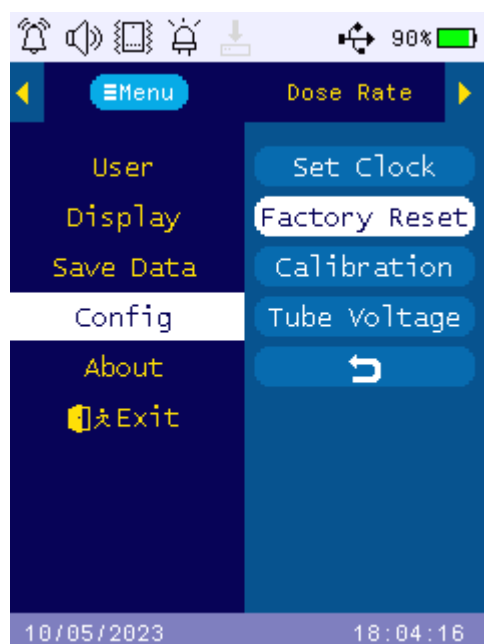 90%
Menu Dose Rate
User Set Clock
Display Factory Reset
Save Data Calibration
Config Tube Voltage
About
Exit
10/05/2023 18:04:16